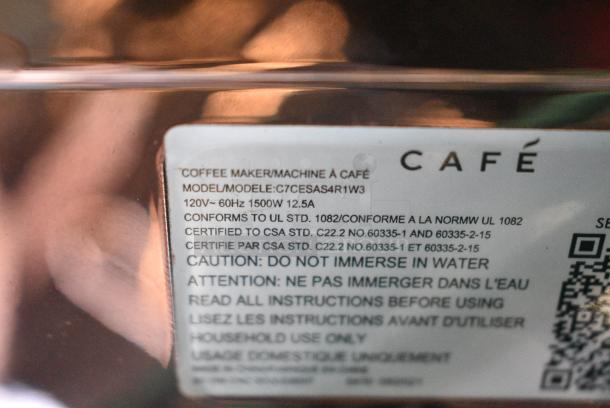 CAFÉ
COFFEE MAKER/MACHINE À CAFÉ
MODEL/MODELE:C7CESAS4R1W3
120V~ 60Hz 1500W 12.5A
CONFORMS TO UL STD. 1082/CONFORME A LA NORMW UL 1082
CERTIFIED TO CSA STD. C22.2 NO.60335-1 AND 60335-2-15
CERTIFIE PAR CSA STD. C22.2 NO.60335-1 ET 60335-2-15
CAUTION: DO NOT IMMERSE IN WATER
ATTENTION: NE PAS IMMERGER DANS L'EAU
READ ALL INSTRUCTIONS BEFORE USING
LISEZ LES INSTRUCTIONS AVANT D'UTILISER
HOUSEHOLD USE ONLY
USAGE DOMESTIQUE UNIQUEMENT
SE